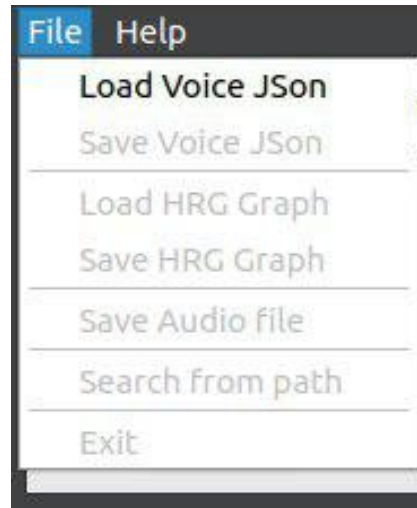 File Help
Load Voice JSon
Save Voice JSon
Load HRG Graph
Save HRG Graph
Save Audio file
Search from path
Exit